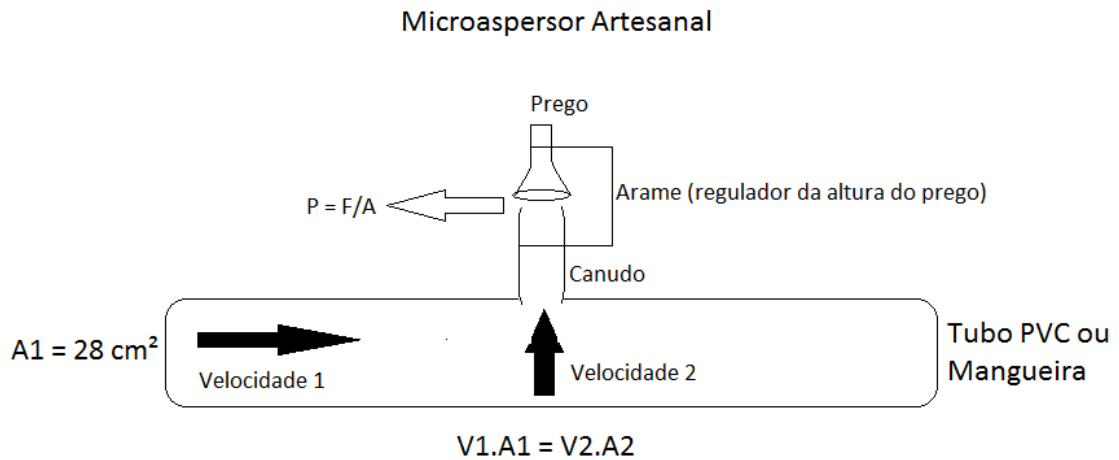 Microaspersor Artesanal
Prego
Arame (regulador da altura do prego)
P = F/A
Canudo
A1 = 28 cm²
Velocidade 1
Velocidade 2
Tubo PVC ou
Mangueira
V1.A1 = V2.A2